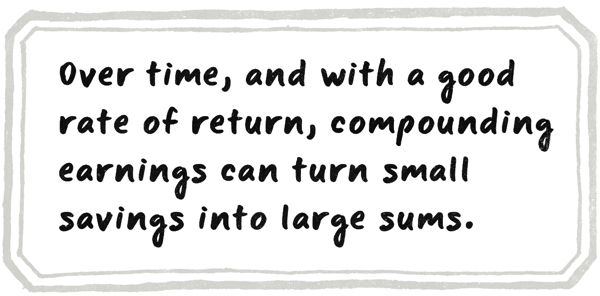 Over time, and with a good
rate of return, compounding
earnings can turn small
savings into large sums.